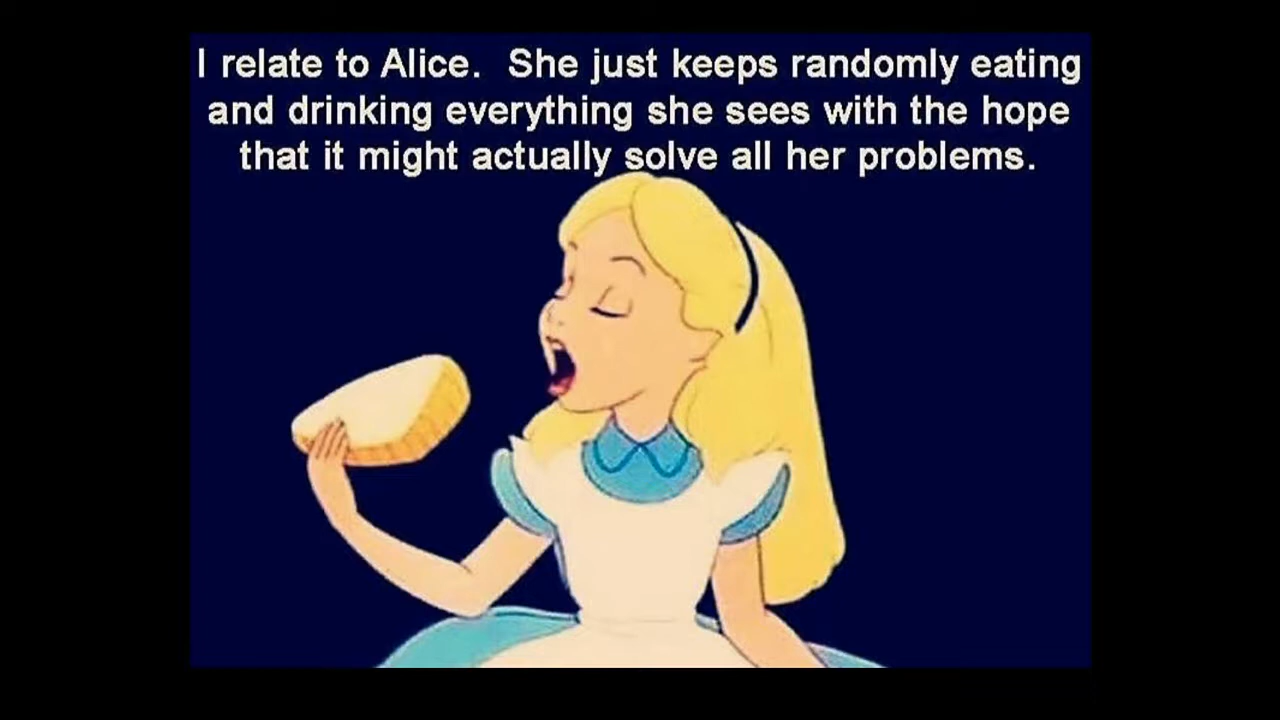 I relate to Alice. She just keeps randomly eating
and drinking everything she sees with the hope
that it might actually solve all her problems.